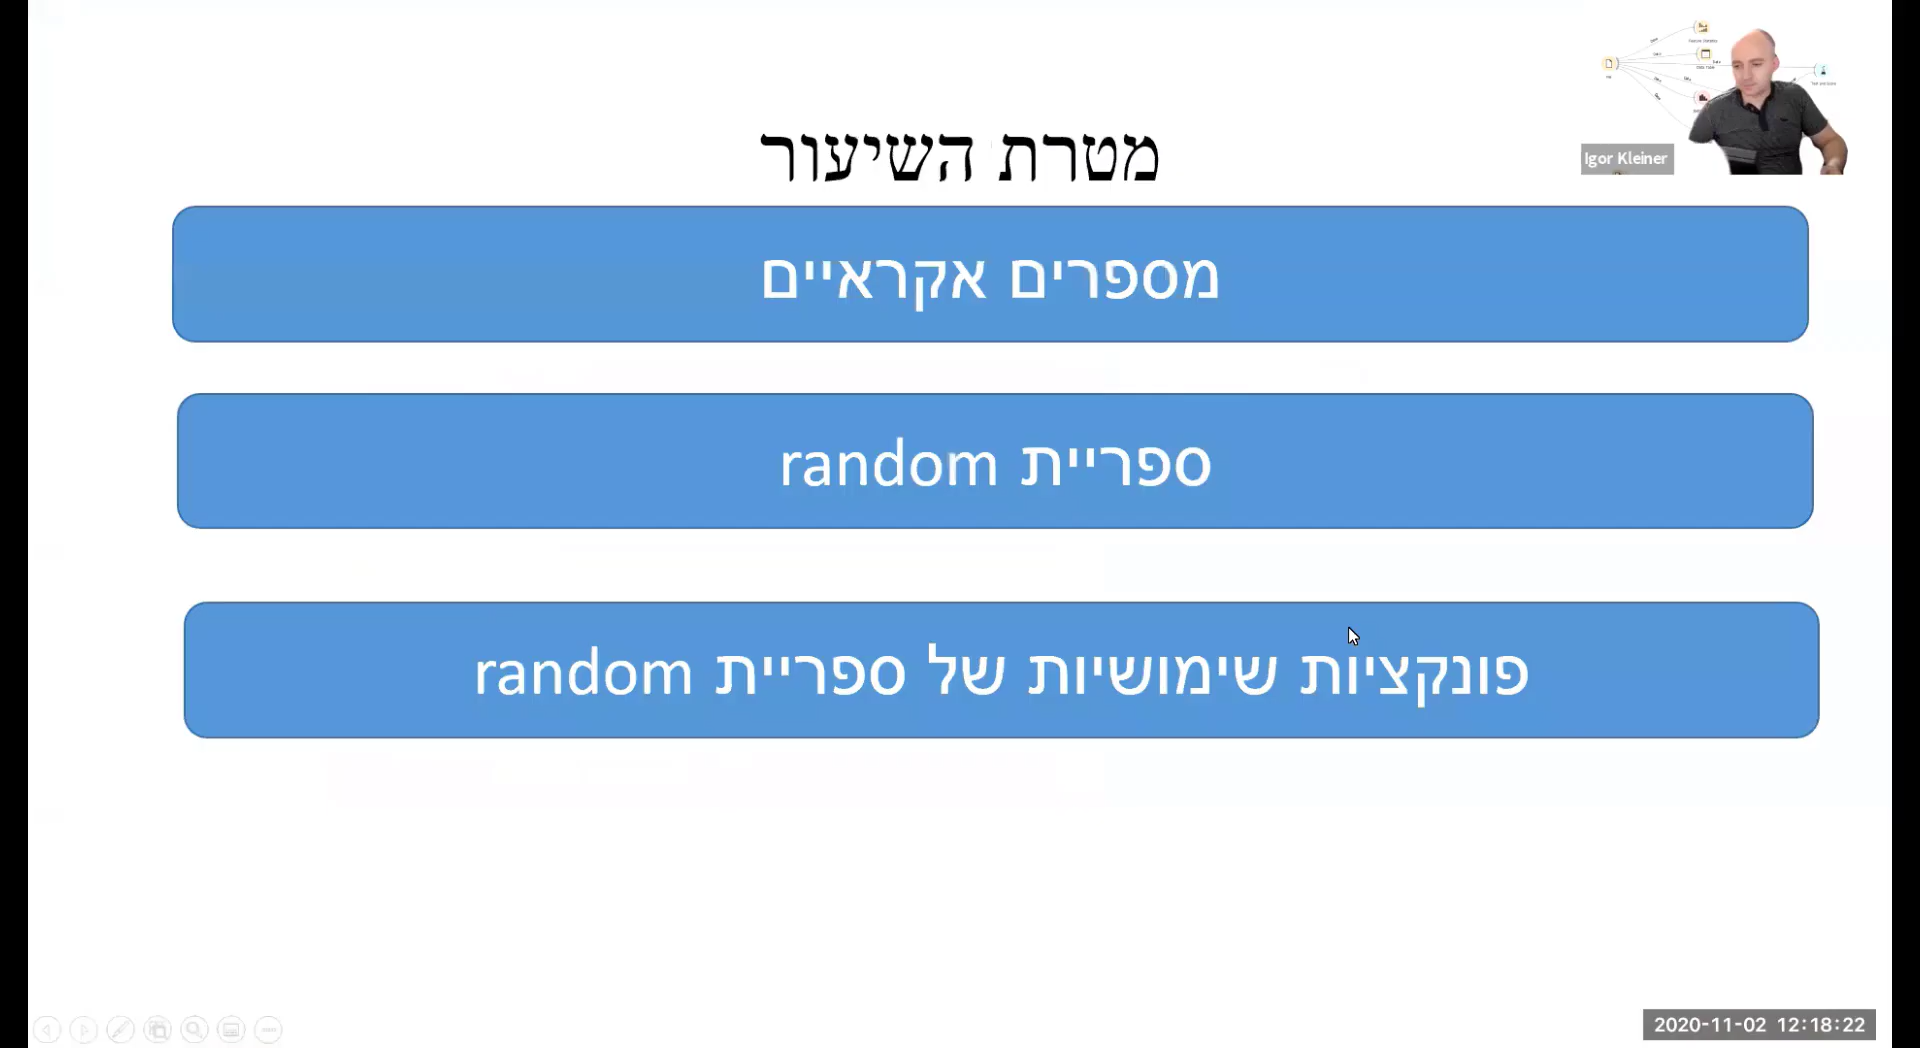 Igor Kleiner
מטרת השיעור
מספרים אקראיים
ספריית random
פונקציות שימושיות של ספריית random
2020-11-02 12:18:22